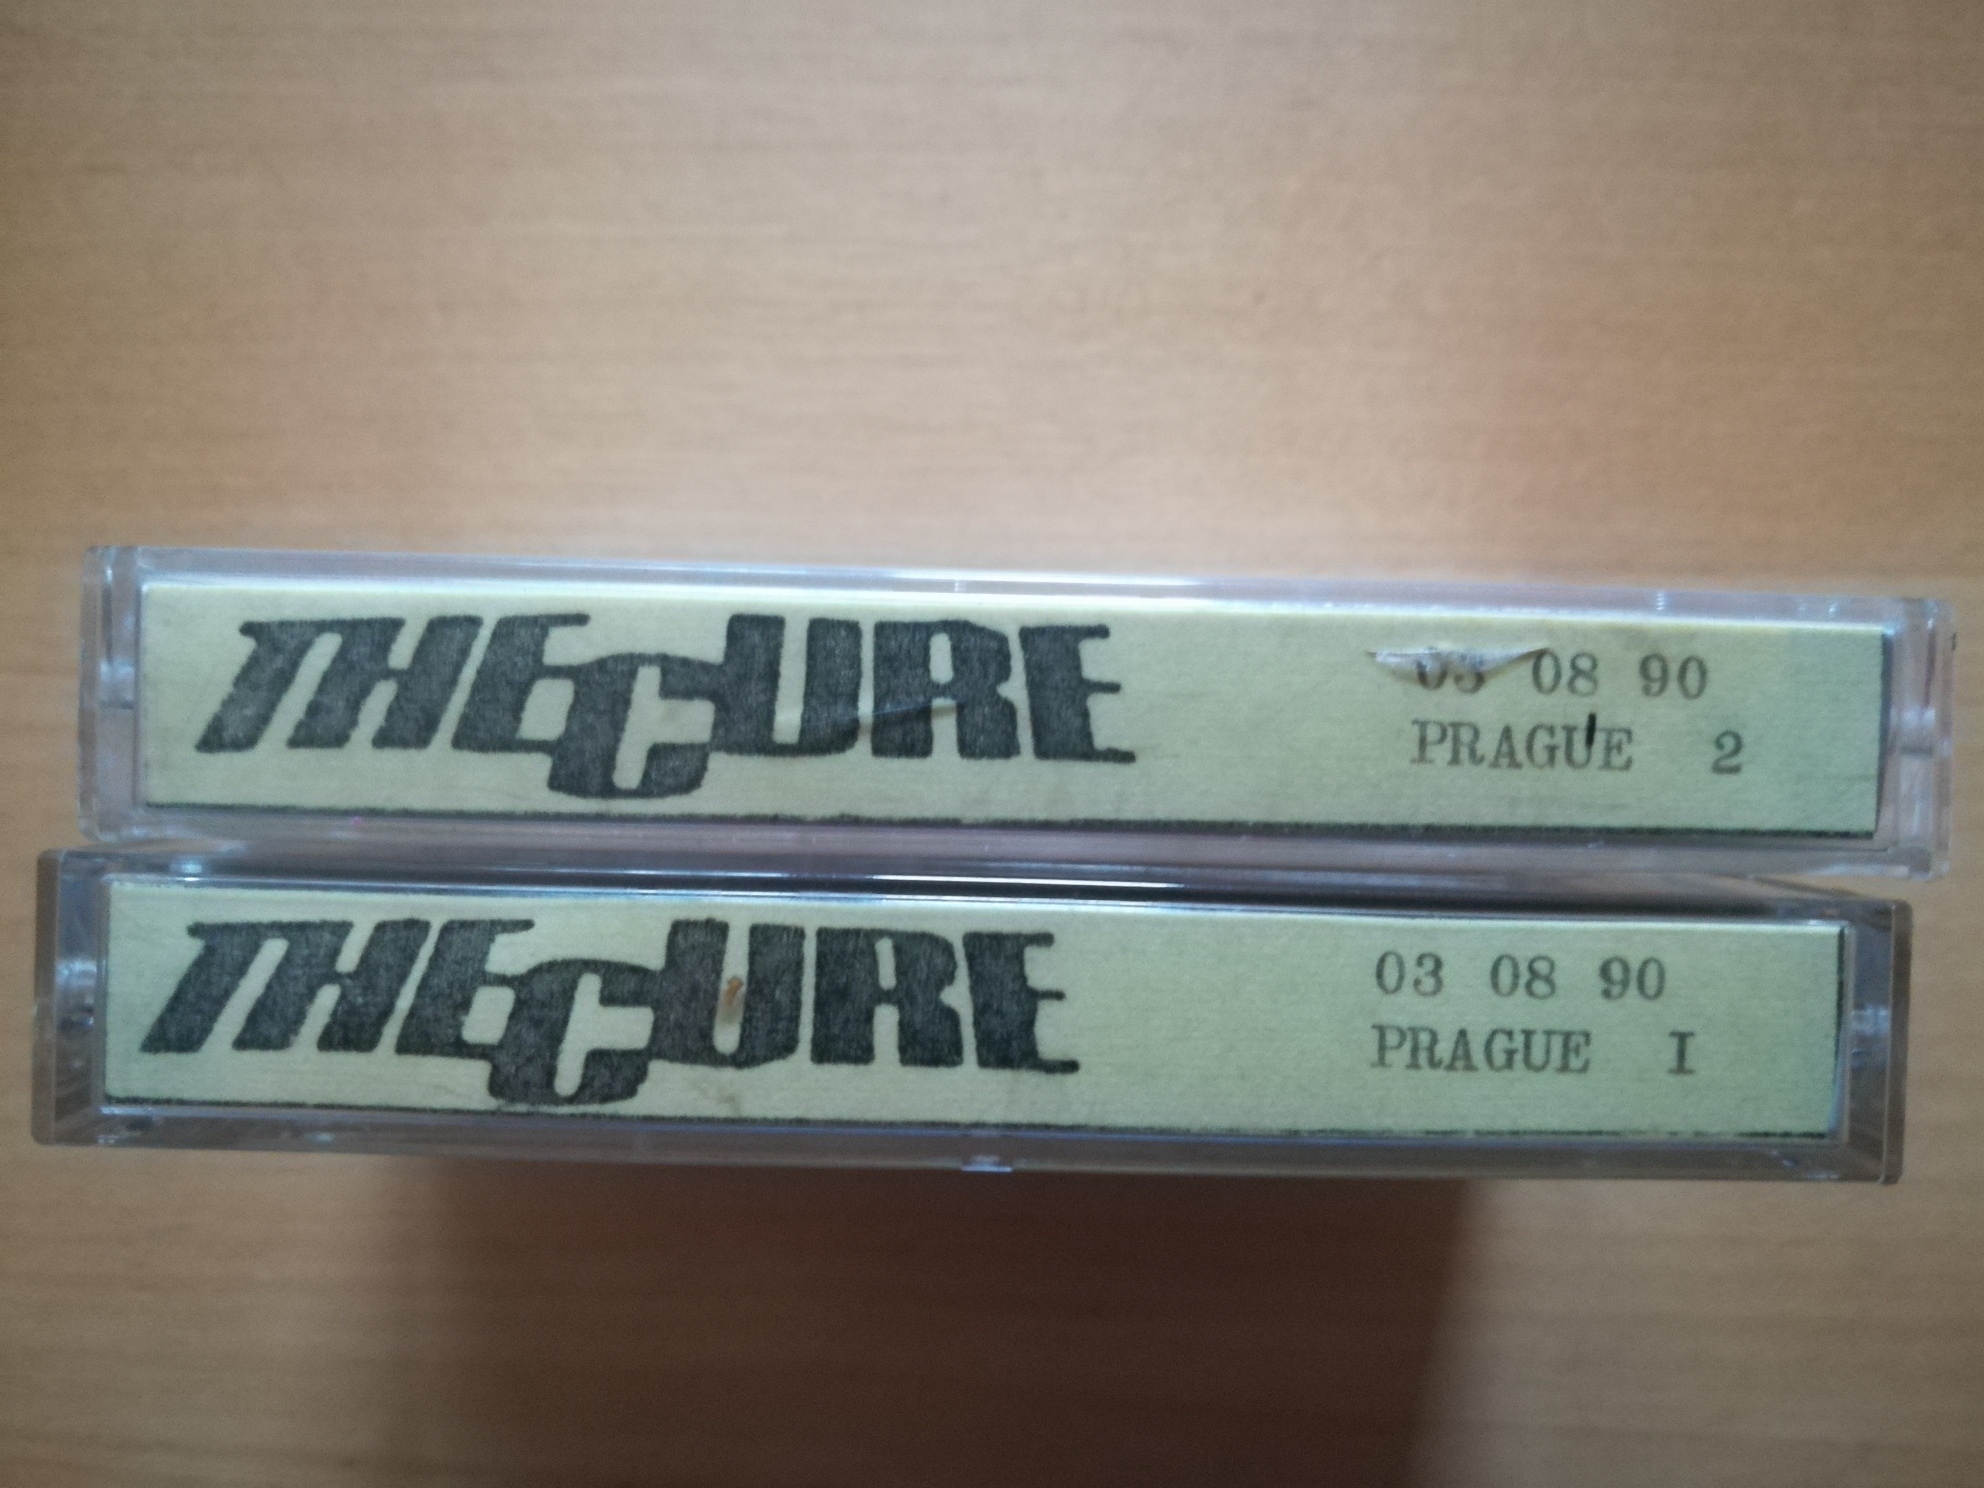 THE CURE
03 08 90
PRAGUE 2
THE CURE
03 08 90
PRAGUE I